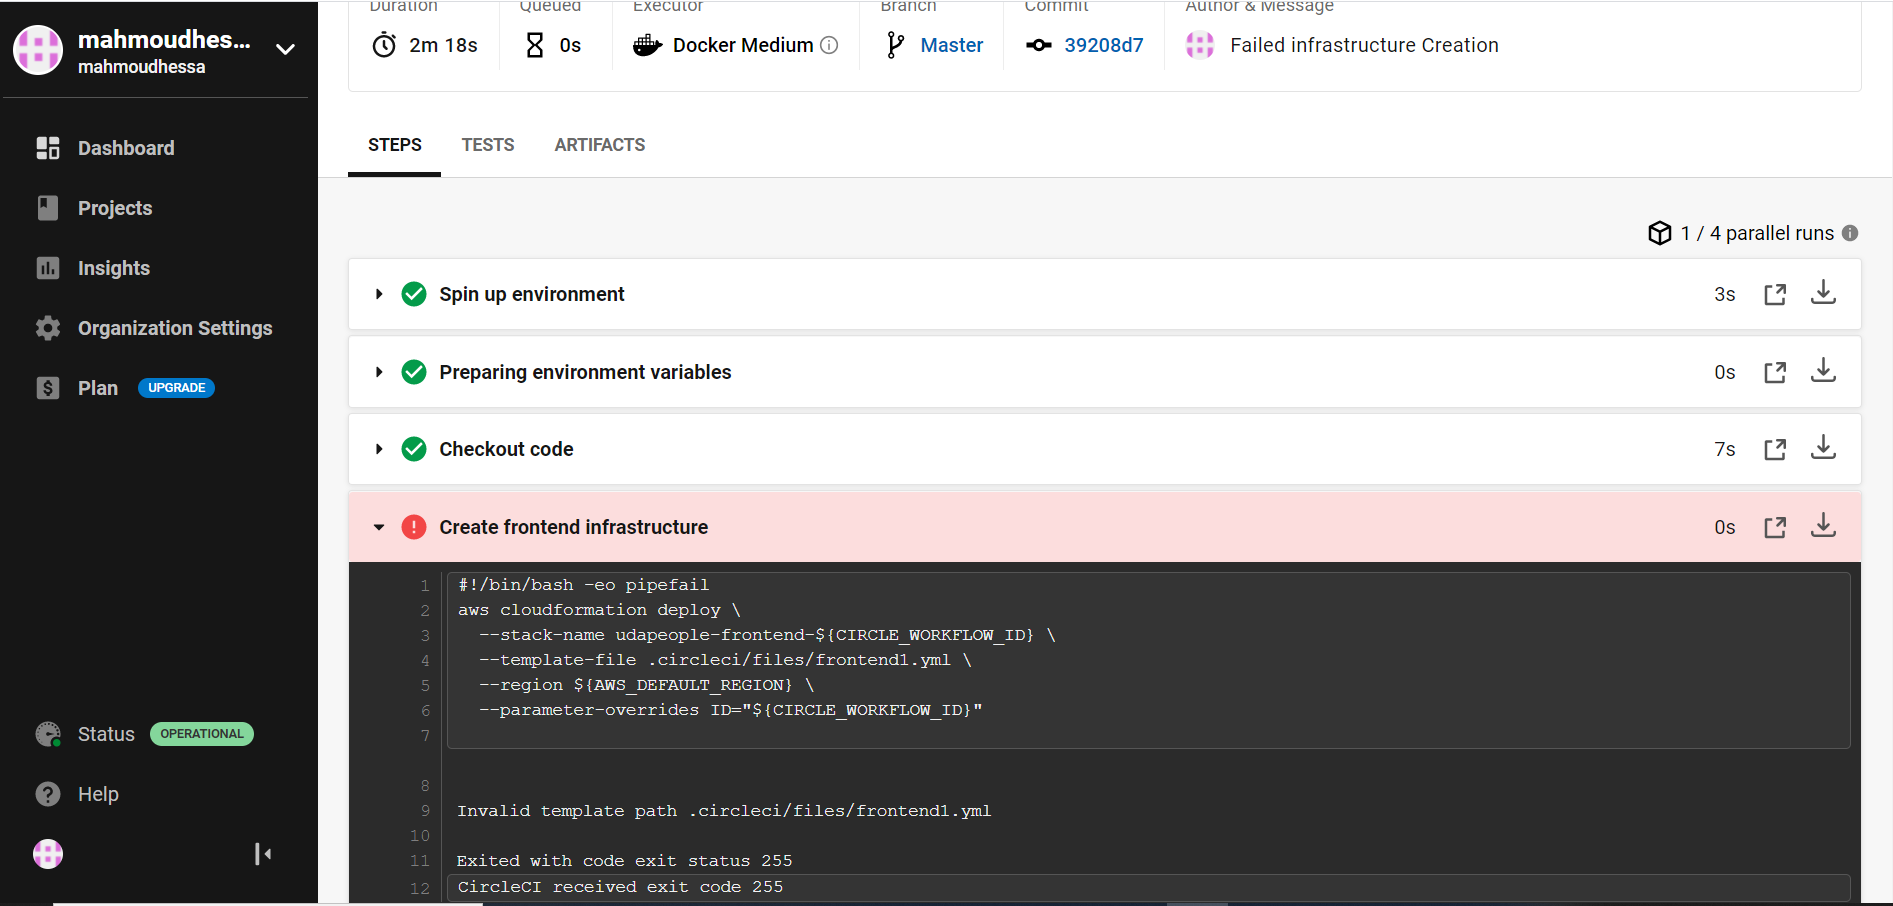 mahmoudhes...
mahmoudhessa
Dashboard
Projects
Insights
Organization Settings
Plan UPGRADE
Status OPERATIONAL
Help
Duration Queued Executor Branch Commit Author & Message
2m 18s 0s Docker Medium Master 39208d7 Failed infrastructure Creation
STEPS TESTS ARTIFACTS
1 / 4 parallel runs
Spin up environment 3s
Preparing environment variables 0s
Checkout code 7s
Create frontend infrastructure 0s
1 #!/bin/bash -eo pipefail
2 aws cloudformation deploy \
3 --stack-name udapeople-frontend-${CIRCLE_WORKFLOW_ID} \
4 --template-file .circleci/files/frontend1.yml \
5 --region ${AWS_DEFAULT_REGION} \
6 --parameter-overrides ID="${CIRCLE_WORKFLOW_ID}"
7
8
9 Invalid template path .circleci/files/frontend1.yml
10
11 Exited with code exit status 255
12 CircleCI received exit code 255